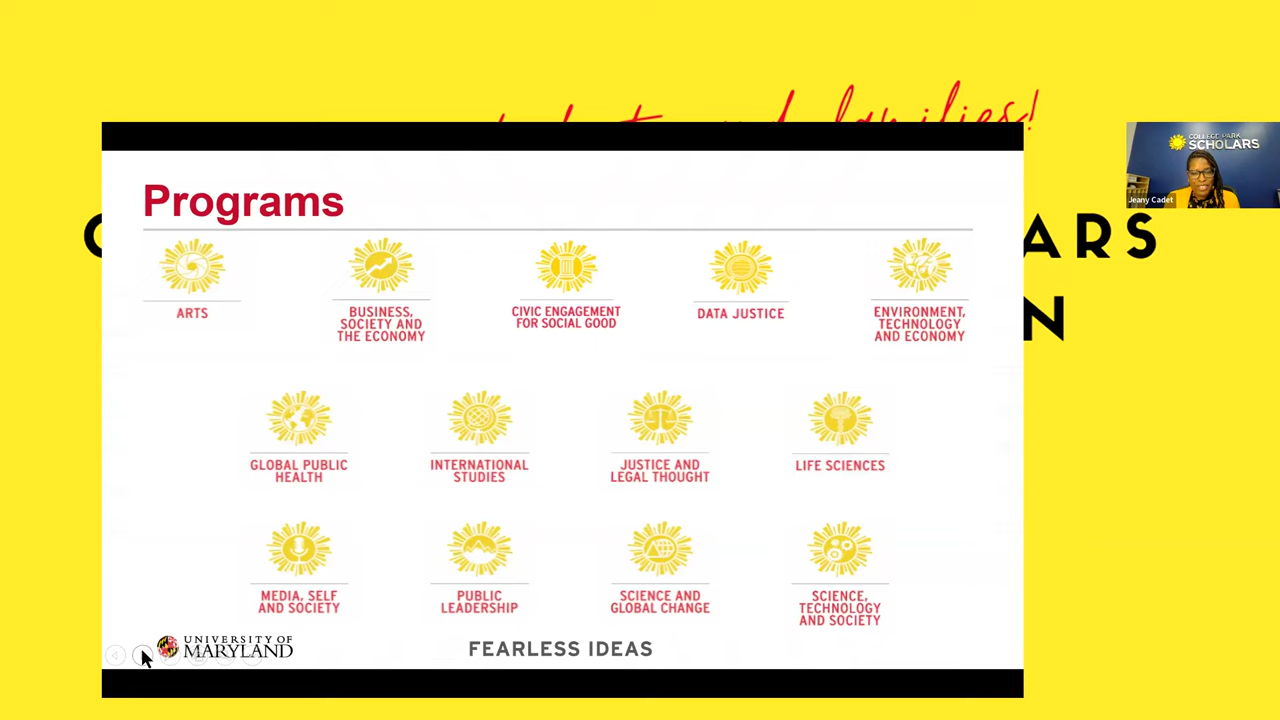 families!
ARS
N
COLLEGE PARK
SCHOLARS
Jeany Cadet
Programs
ARTS
BUSINESS,
SOCIETY AND
THE ECONOMY
CIVIC ENGAGEMENT
FOR SOCIAL GOOD
DATA JUSTICE
ENVIRONMENT,
TECHNOLOGY
AND ECONOMY
GLOBAL PUBLIC
HEALTH
INTERNATIONAL
STUDIES
JUSTICE AND
LEGAL THOUGHT
LIFE SCIENCES
MEDIA, SELF
AND SOCIETY
PUBLIC
LEADERSHIP
SCIENCE AND
GLOBAL CHANGE
SCIENCE,
TECHNOLOGY
AND SOCIETY
UNIVERSITY OF
MARYLAND
FEARLESS IDEAS